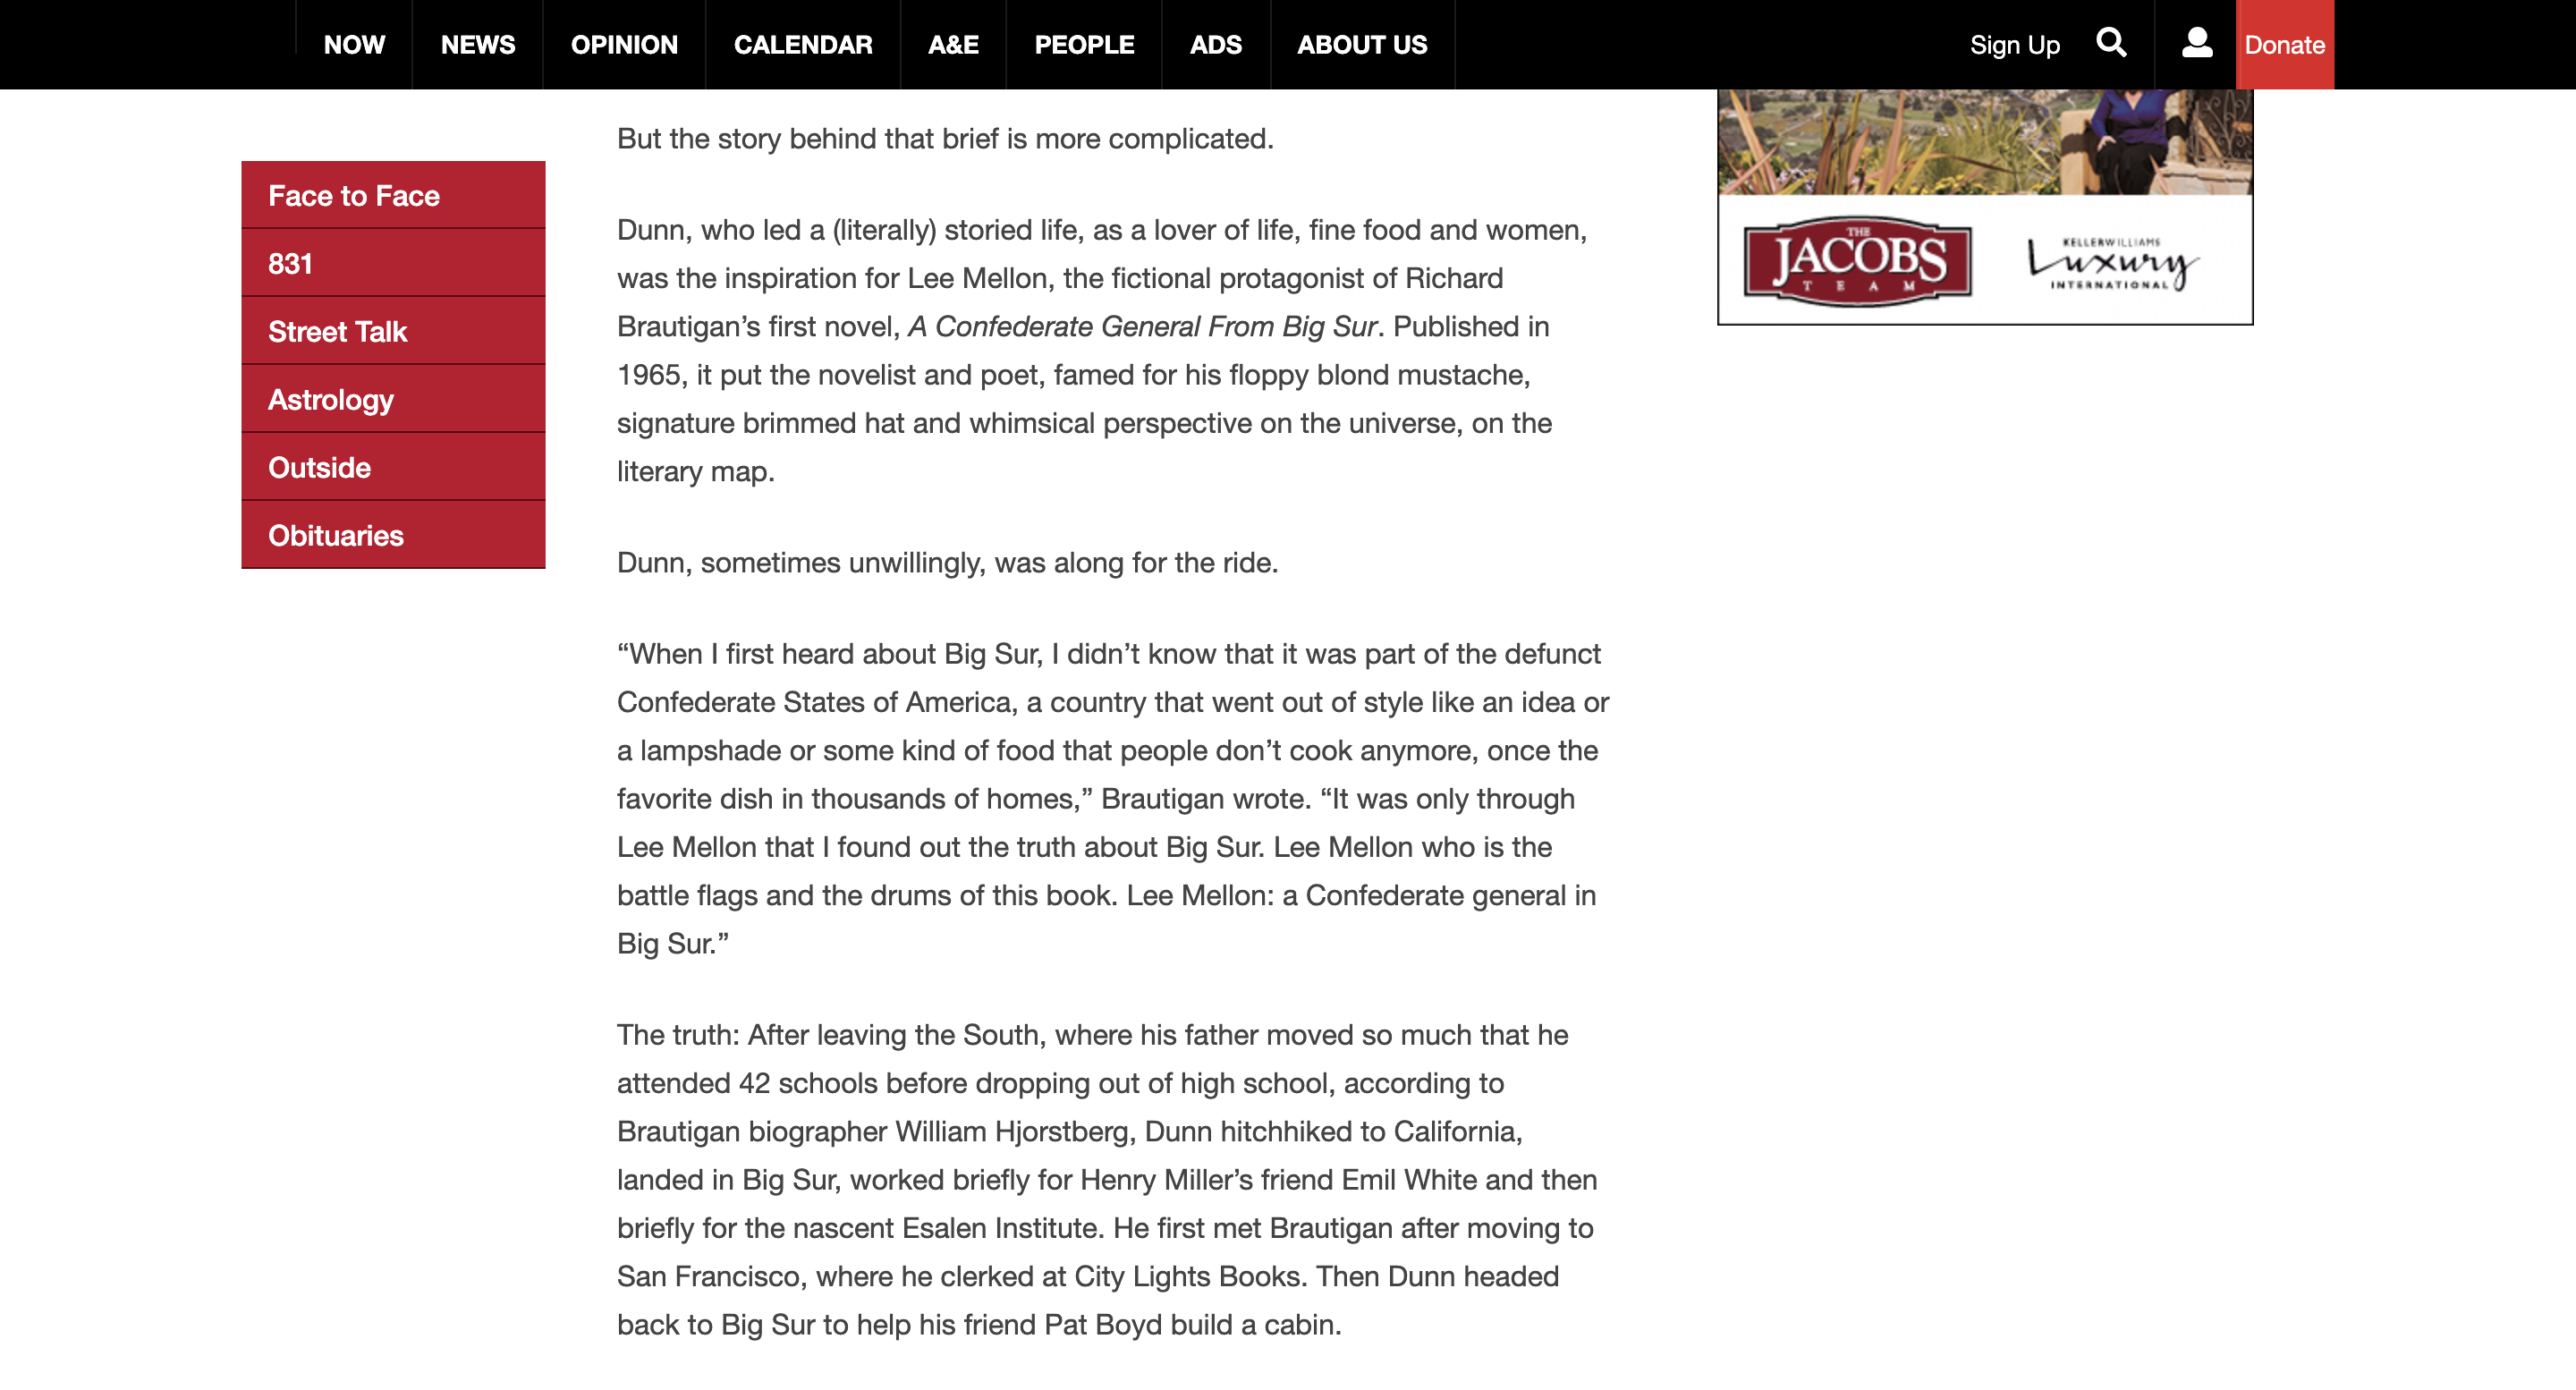 NOW
NEWS
OPINION
CALENDAR
A&E
PEOPLE
ADS
ABOUT US
Sign Up
Donate
Face to Face
831
Street Talk
Astrology
Outside
Obituaries
But the story behind that brief is more complicated.
Dunn, who led a (literally) storied life, as a lover of life, fine food and women,
was the inspiration for Lee Mellon, the fictional protagonist of Richard
Brautigan’s first novel, A Confederate General From Big Sur. Published in
1965, it put the novelist and poet, famed for his floppy blond mustache,
signature brimmed hat and whimsical perspective on the universe, on the
literary map.
Dunn, sometimes unwillingly, was along for the ride.
“When I first heard about Big Sur, I didn’t know that it was part of the defunct
Confederate States of America, a country that went out of style like an idea or
a lampshade or some kind of food that people don’t cook anymore, once the
favorite dish in thousands of homes,” Brautigan wrote. “It was only through
Lee Mellon that I found out the truth about Big Sur. Lee Mellon who is the
battle flags and the drums of this book. Lee Mellon: a Confederate general in
Big Sur.”
The truth: After leaving the South, where his father moved so much that he
attended 42 schools before dropping out of high school, according to
Brautigan biographer William Hjorstberg, Dunn hitchhiked to California,
landed in Big Sur, worked briefly for Henry Miller’s friend Emil White and then
briefly for the nascent Esalen Institute. He first met Brautigan after moving to
San Francisco, where he clerked at City Lights Books. Then Dunn headed
back to Big Sur to help his friend Pat Boyd build a cabin.
THE
JACOBS
TEAM
KELLERWILLIAMS
Luxury
INTERNATIONAL